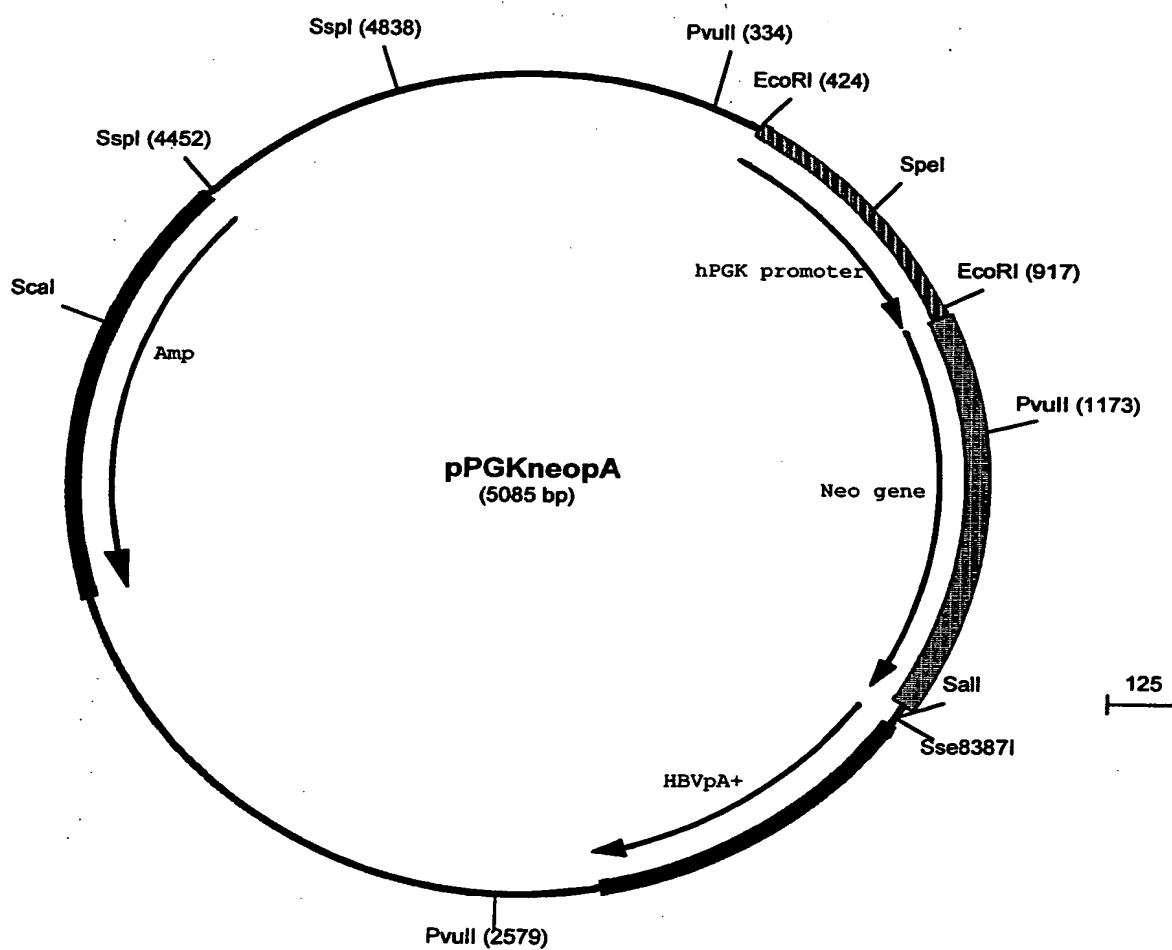 SspI (4838)
PvuII (334)
EcoRI (424)
SspI (4452)
SpeI
hPGK promoter
EcoRI (917)
ScaI
Amp
PvuII (1173)
pPGKneopA
(5085 bp)
Neo gene
SalI
125
Sse8387I
HBVpA+
PvuII (2579)